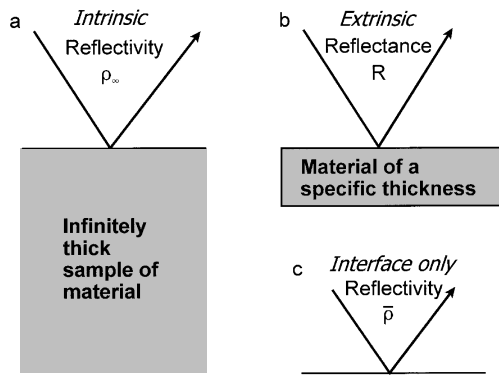 a
Intrinsic
Reflectivity
ρ∞
Infinitely
thick
sample of
material
b
Extrinsic
Reflectance
R
Material of a
specific thickness
c
Interface only
Reflectivity
ρ̅